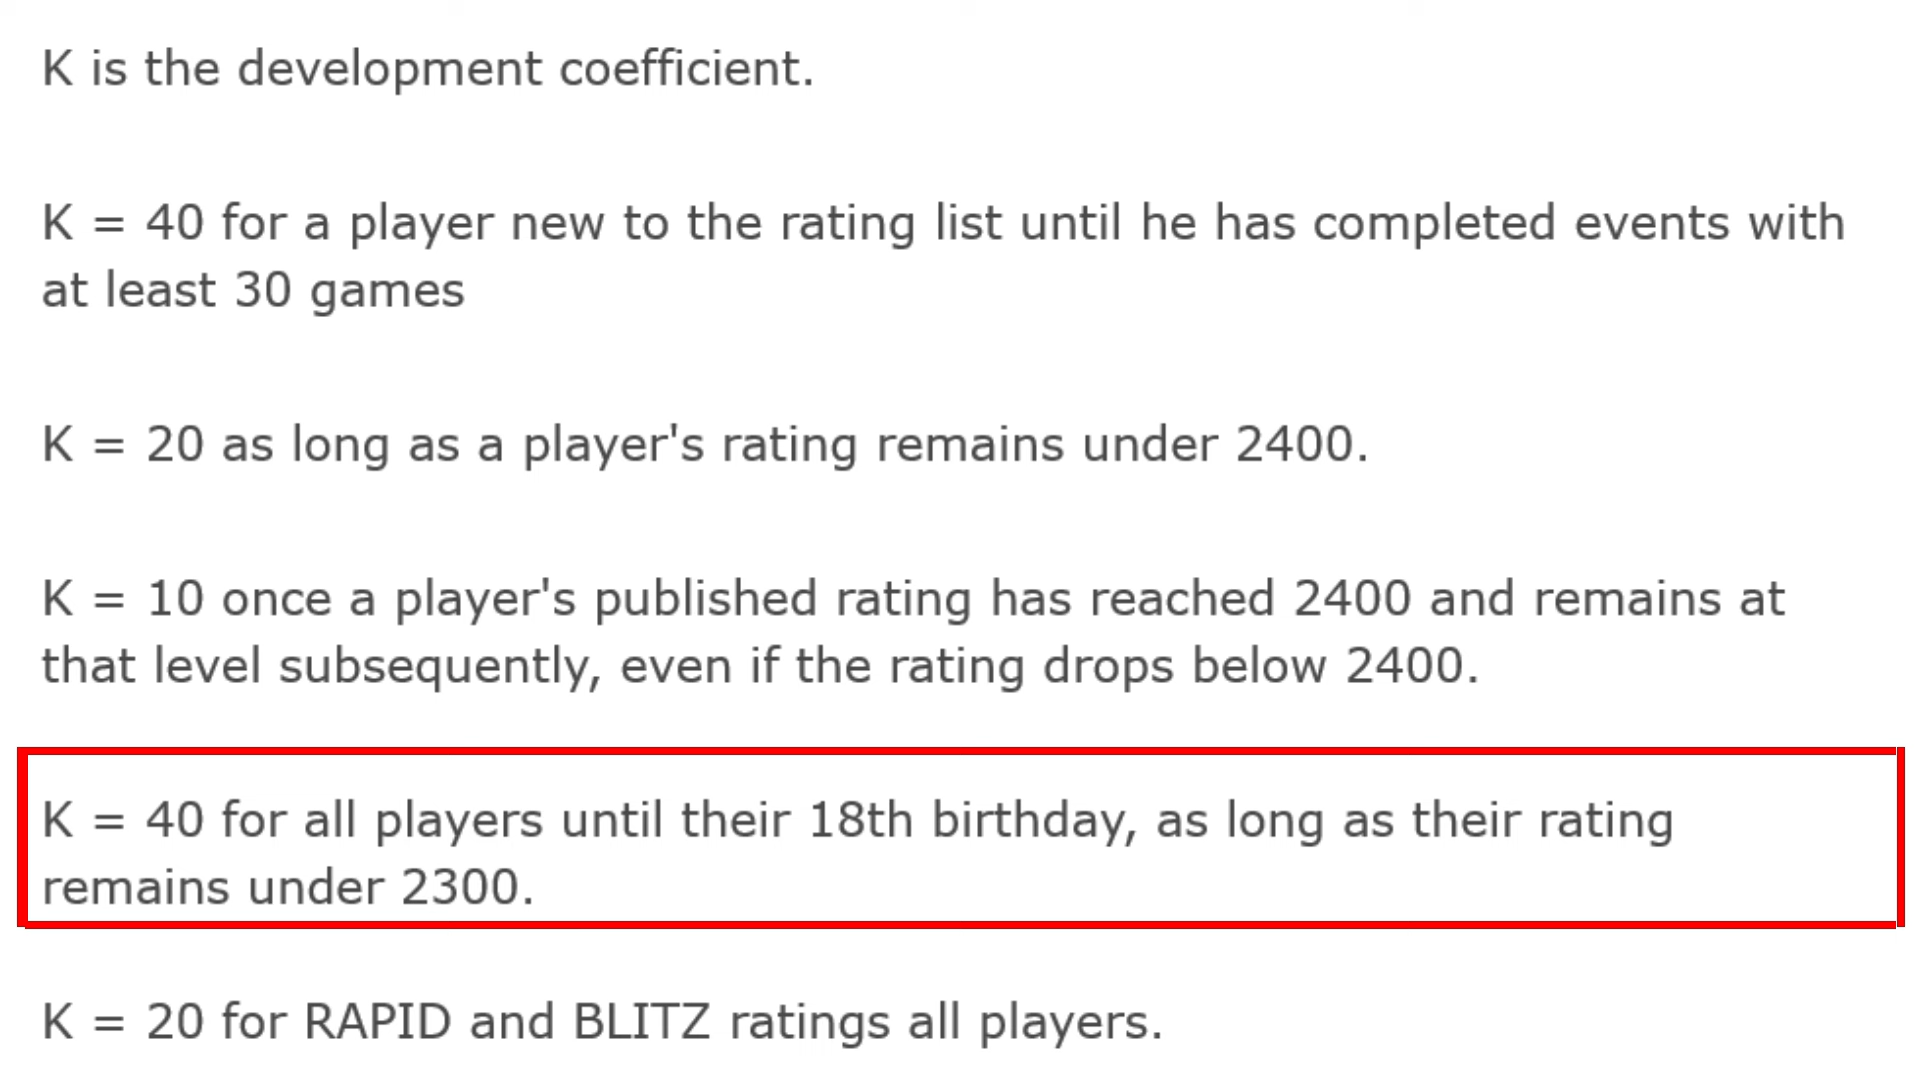 K is the development coefficient.
K = 40 for a player new to the rating list until he has completed events with
at least 30 games
K = 20 as long as a player's rating remains under 2400.
K = 10 once a player's published rating has reached 2400 and remains at
that level subsequently, even if the rating drops below 2400.
K = 40 for all players until their 18th birthday, as long as their rating
remains under 2300.
K = 20 for RAPID and BLITZ ratings all players.